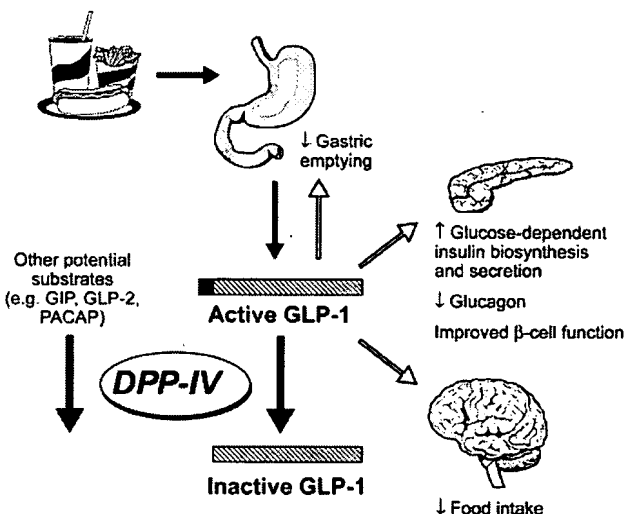 ↓ Gastric
emptying
↑ Glucose-dependent
insulin biosynthesis
and secretion
↓ Glucagon
Improved β-cell function
Other potential
substrates
(e.g. GIP, GLP-2,
PACAP)
Active GLP-1
DPP-IV
Inactive GLP-1
↓ Food intake